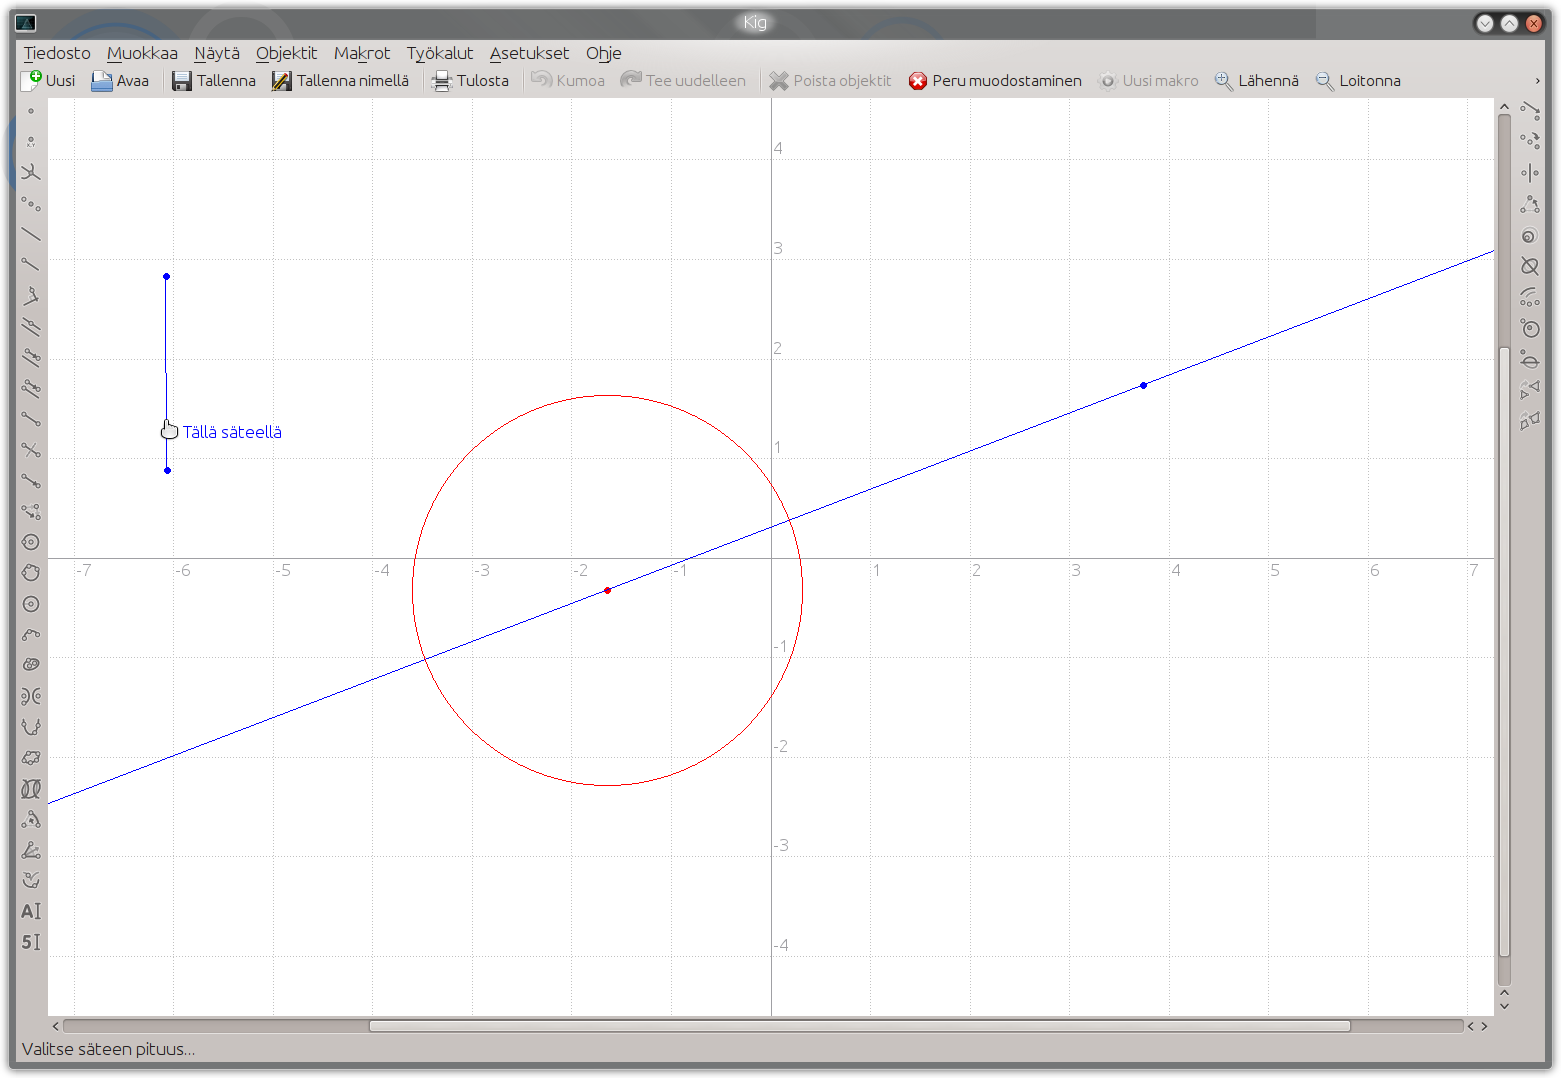 Kig
Tiedosto Muokkaa Näytä Objektit Makrot Työkalut Asetukset Ohje
Uusi Avaa Tallenna Tallenna nimellä Tulosta Kumoa Tee uudelleen Poista objektit Peru muodostaminen Uusi makro Lähennä Loitonna
4
3
2
Tällä säteellä
1
-7 -6 -5 -4 -3 -2 -1 1 2 3 4 5 6 7
-1
-2
-3
A
5
-4
Valitse säteen pituus...